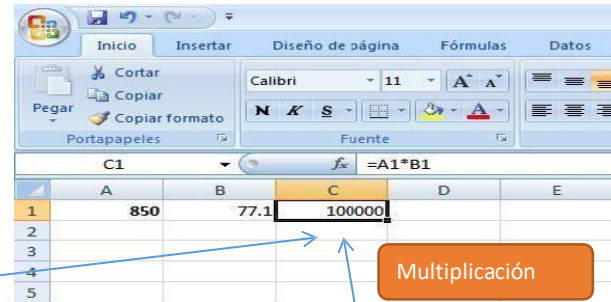 Inicio Insertar Diseño de página Fórmulas Datos
Cortar
Copiar
Copiar formato
Pegar
Portapapeles
Calibri 11 A A
N K S A
Fuente
C1 fx =A1*B1
A B C D E
1 850 77.1 100000
2
3
4
5
Multiplicación